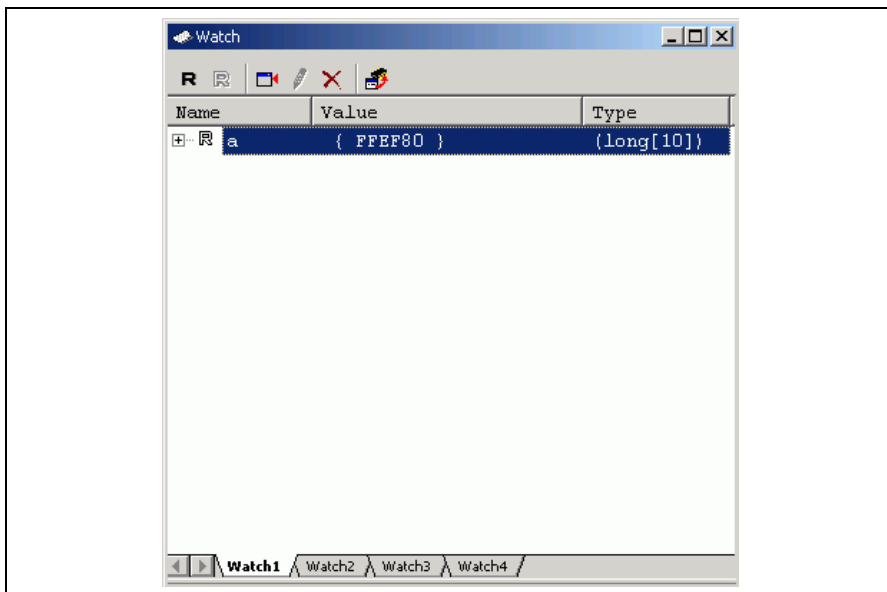 Watch
R R
Name Value Type
R a { FFEF80 } (long[10])
Watch1 Watch2 Watch3 Watch4